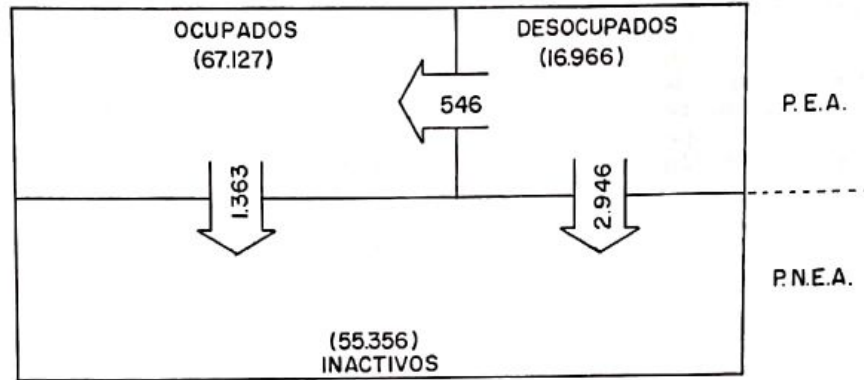 OCUPADOS
(67.127)
DESOCUPADOS
(16.966)
546
P.E.A.
1.363
2.946
P.N.E.A.
(55.356)
INACTIVOS